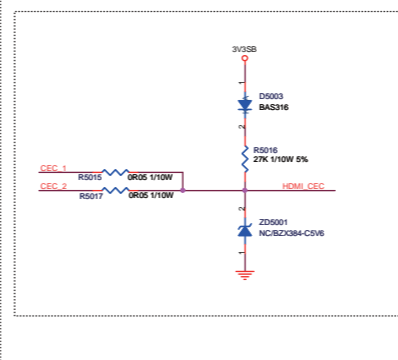 3V3SB
1
D5003
BAS316
2
R5016
27K 1/10W 5%
CEC_1
R5015
0R05 1/10W
CEC_2
HDMI_CEC
R5017
0R05 1/10W
2
ZD5001
NC/BZX384-C5V6
1